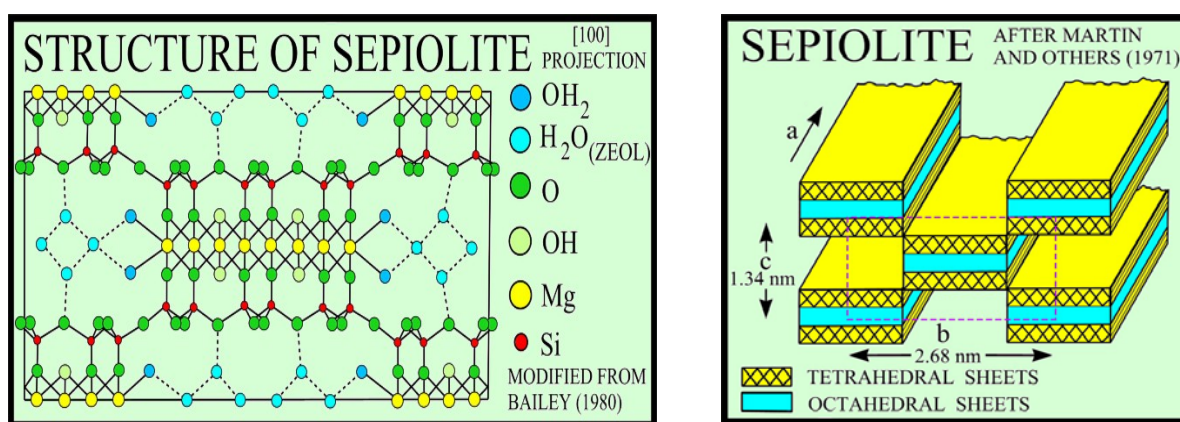 STRUCTURE OF SEPIOLITE
[100]
PROJECTION
OH2
H2O(ZEOL)
O
OH
Mg
Si
MODIFIED FROM
BAILEY (1980)
SEPIOLITE
AFTER MARTIN
AND OTHERS (1971)
a
c
1.34 nm
b
2.68 nm
TETRAHEDRAL SHEETS
OCTAHEDRAL SHEETS